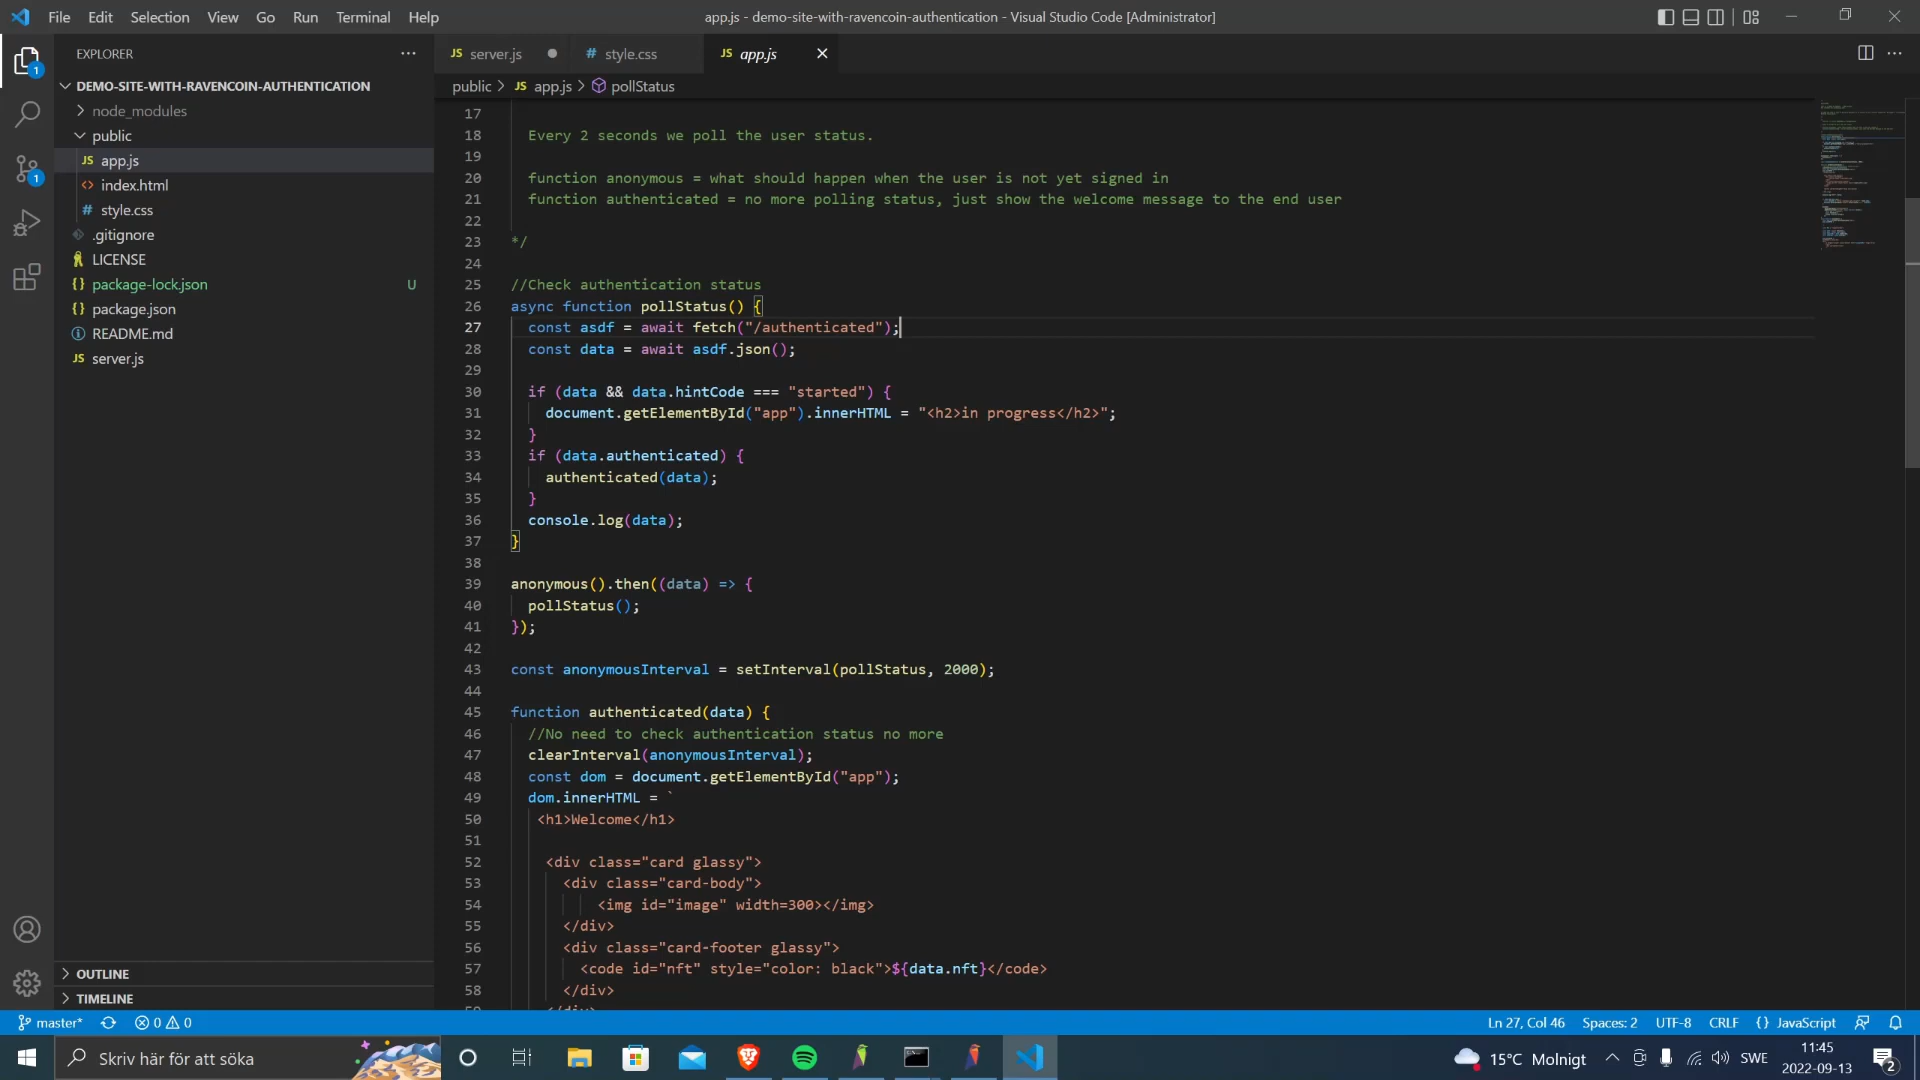 File Edit Selection View Go Run Terminal Help
app.js - demo-site-with-ravencoin-authentication - Visual Studio Code [Administrator]
EXPLORER
DEMO-SITE-WITH-RAVENCOIN-AUTHENTICATION
node_modules
public
JS app.js
<> index.html
# style.css
.gitignore
LICENSE
{} package-lock.json U
{} package.json
README.md
JS server.js
OUTLINE
TIMELINE
1
1
JS server.js
# style.css
JS app.js
public > JS app.js > pollStatus
17
18 Every 2 seconds we poll the user status.
19
20 function anonymous = what should happen when the user is not yet signed in
21 function authenticated = no more polling status, just show the welcome message to the end user
22
23 */
24
25 //Check authentication status
26 async function pollStatus() {
27 const asdf = await fetch("/authenticated");
28 const data = await asdf.json();
29
30 if (data && data.hintCode === "started") {
31 document.getElementById("app").innerHTML = "<h2>in progress</h2>";
32 }
33 if (data.authenticated) {
34 authenticated(data);
35 }
36 console.log(data);
37 }
38
39 anonymous().then((data) => {
40 pollStatus();
41 });
42
43 const anonymousInterval = setInterval(pollStatus, 2000);
44
45 function authenticated(data) {
46 //No need to check authentication status no more
47 clearInterval(anonymousInterval);
48 const dom = document.getElementById("app");
49 dom.innerHTML = `
50 <h1>Welcome</h1>
51
52 <div class="card glassy">
53 <div class="card-body">
54 <img id="image" width=300></img>
55 </div>
56 <div class="card-footer glassy">
57 <code id="nft" style="color: black">${data.nft}</code>
58 </div>
master* 0 0
Ln 27, Col 46 Spaces: 2 UTF-8 CRLF {} JavaScript
Skriv här för att söka
15°C Molnigt
SWE
11:45
2022-09-13
2